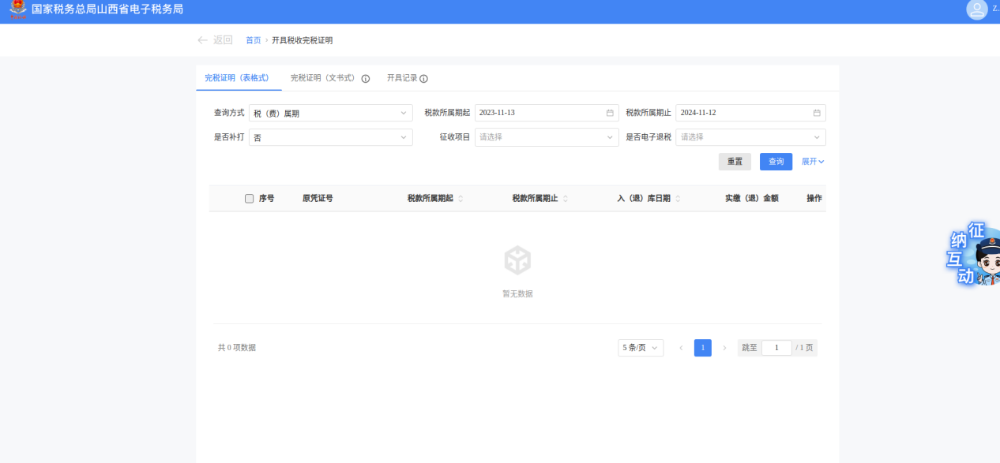 国家税务总局山西省电子税务局
Z.
返回 首页 › 开具税收完税证明
完税证明（表格式） 完税证明（文书式） 开具记录
查询方式 税（费）属期 税款所属期起 2023-11-13 税款所属期止 2024-11-12
是否补打 否 征收项目 请选择 是否电子退税 请选择
重置 查询 展开
序号 原凭证号 税款所属期起 税款所属期止 入（退）库日期 实缴（退）金额 操作
征纳互动
暂无数据
共 0 项数据 5 条/页 1 跳至 1 / 1 页